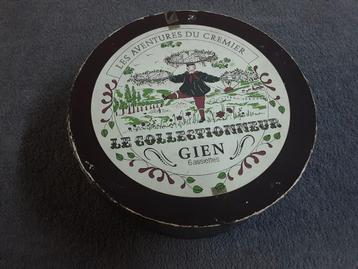 LES AVENTURES DU CREMIER
LE COLLECTIONNEUR
GIEN
6 assiettes